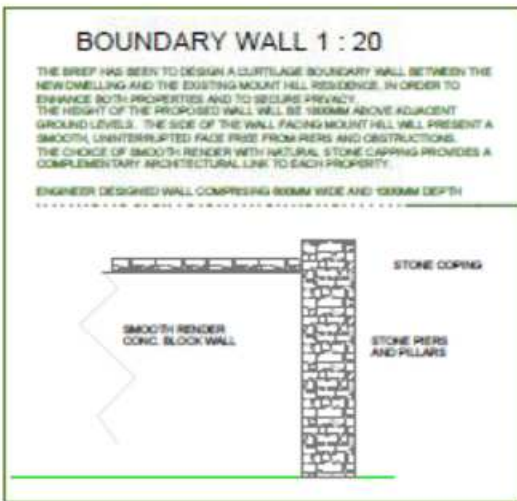 BOUNDARY WALL 1 : 20
THE BRIEF HAS BEEN TO DESIGN A CURTILAGE BOUNDARY WALL BETWEEN THE
NEW DWELLING AND THE EXISTING MOUNT HILL RESIDENCE, IN ORDER TO
ENHANCE BOTH PROPERTIES AND TO SECURE PRIVACY.
THE HEIGHT OF THE PROPOSED WALL WILL BE 1800MM ABOVE ADJACENT
GROUND LEVELS. THE SIDE OF THE WALL FACING MOUNT HILL WILL PRESENT A
SMOOTH, UNINTERRUPTED FACE FREE FROM PIERS AND OBSTRUCTIONS.
THE CHOICE OF SMOOTH RENDER WITH NATURAL STONE CAPPING PROVIDES A
COMPLEMENTARY ARCHITECTURAL LINK TO EACH PROPERTY.
ENGINEER DESIGNED WALL COMPRISING WIDE AND DEPTH
STONE COPING
SMOOTH RENDER
CONC. BLOCK WALL
STONE PIERS
AND PILLARS